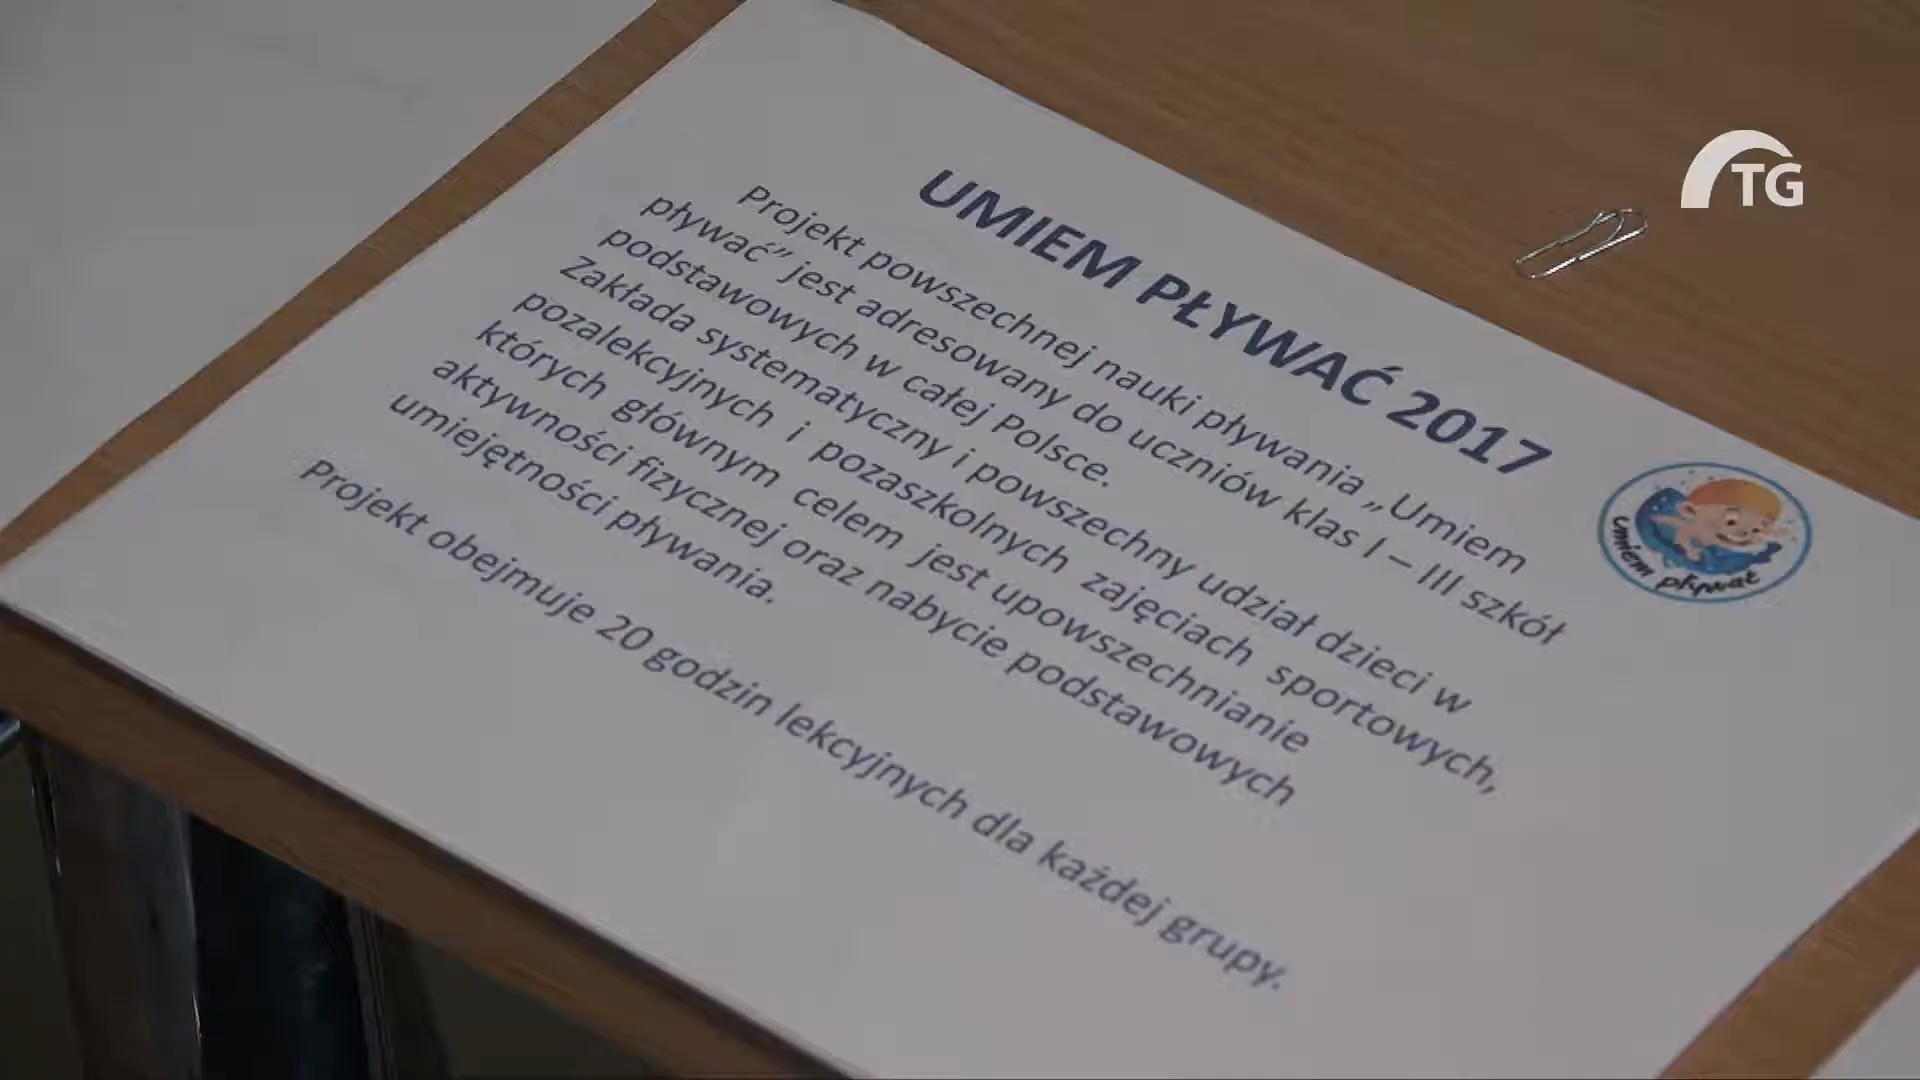 UMIEM PŁYWAĆ 2017
Projekt powszechnej nauki pływania „Umiem
pływać” jest adresowany do uczniów klas I – III szkół
podstawowych w całej Polsce.
Zakłada systematyczny i powszechny udział dzieci w
pozalekcyjnych i pozaszkolnych zajęciach sportowych,
których głównym celem jest upowszechnianie
aktywności fizycznej oraz nabycie podstawowych
umiejętności pływania.
Projekt obejmuje 20 godzin lekcyjnych dla każdej grupy.
umiem pływać
TG